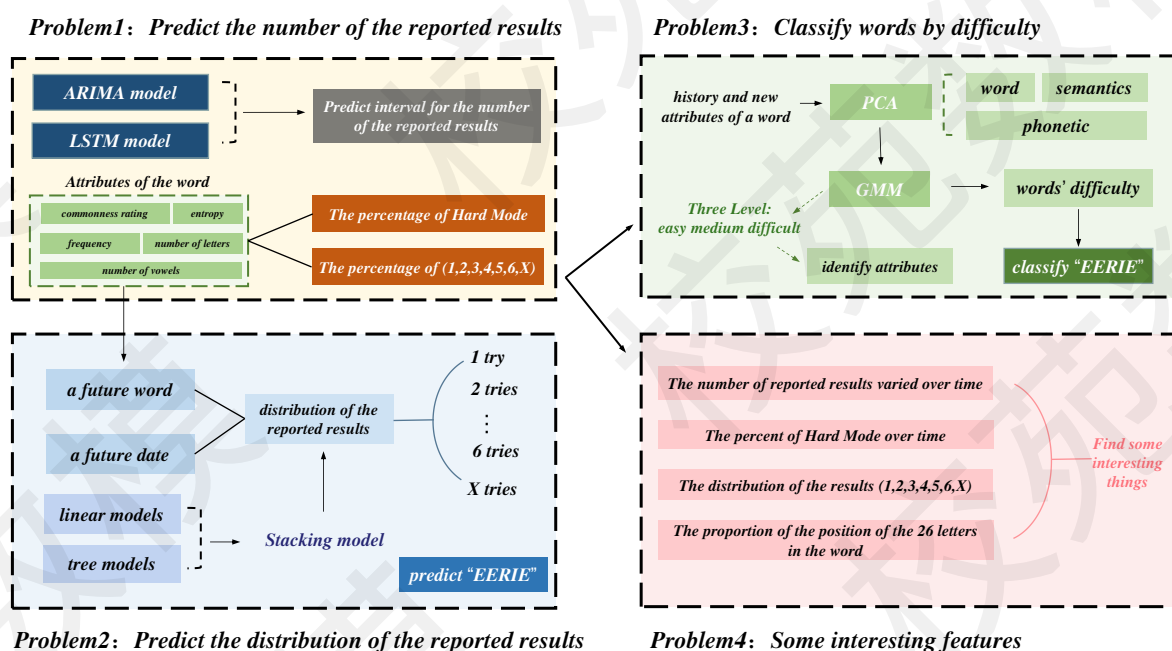 Problem1：Predict the number of the reported results
ARIMA model
LSTM model
Predict interval for the number
of the reported results
Attributes of the word
commonness rating
entropy
frequency
number of letters
number of vowels
The percentage of Hard Mode
The percentage of (1,2,3,4,5,6,X)
Problem3：Classify words by difficulty
history and new
attributes of a word
PCA
word
semantics
phonetic
GMM
words' difficulty
Three Level:
easy medium difficult
identify attributes
classify “EERIE”
a future word
a future date
distribution of the
reported results
1 try
2 tries
⋮
6 tries
X tries
linear models
tree models
Stacking model
predict “EERIE”
Problem2：Predict the distribution of the reported results
The number of reported results varied over time
The percent of Hard Mode over time
The distribution of the results (1,2,3,4,5,6,X)
The proportion of the position of the 26 letters
in the word
Find some
interesting
things
Problem4：Some interesting features
校苑数模